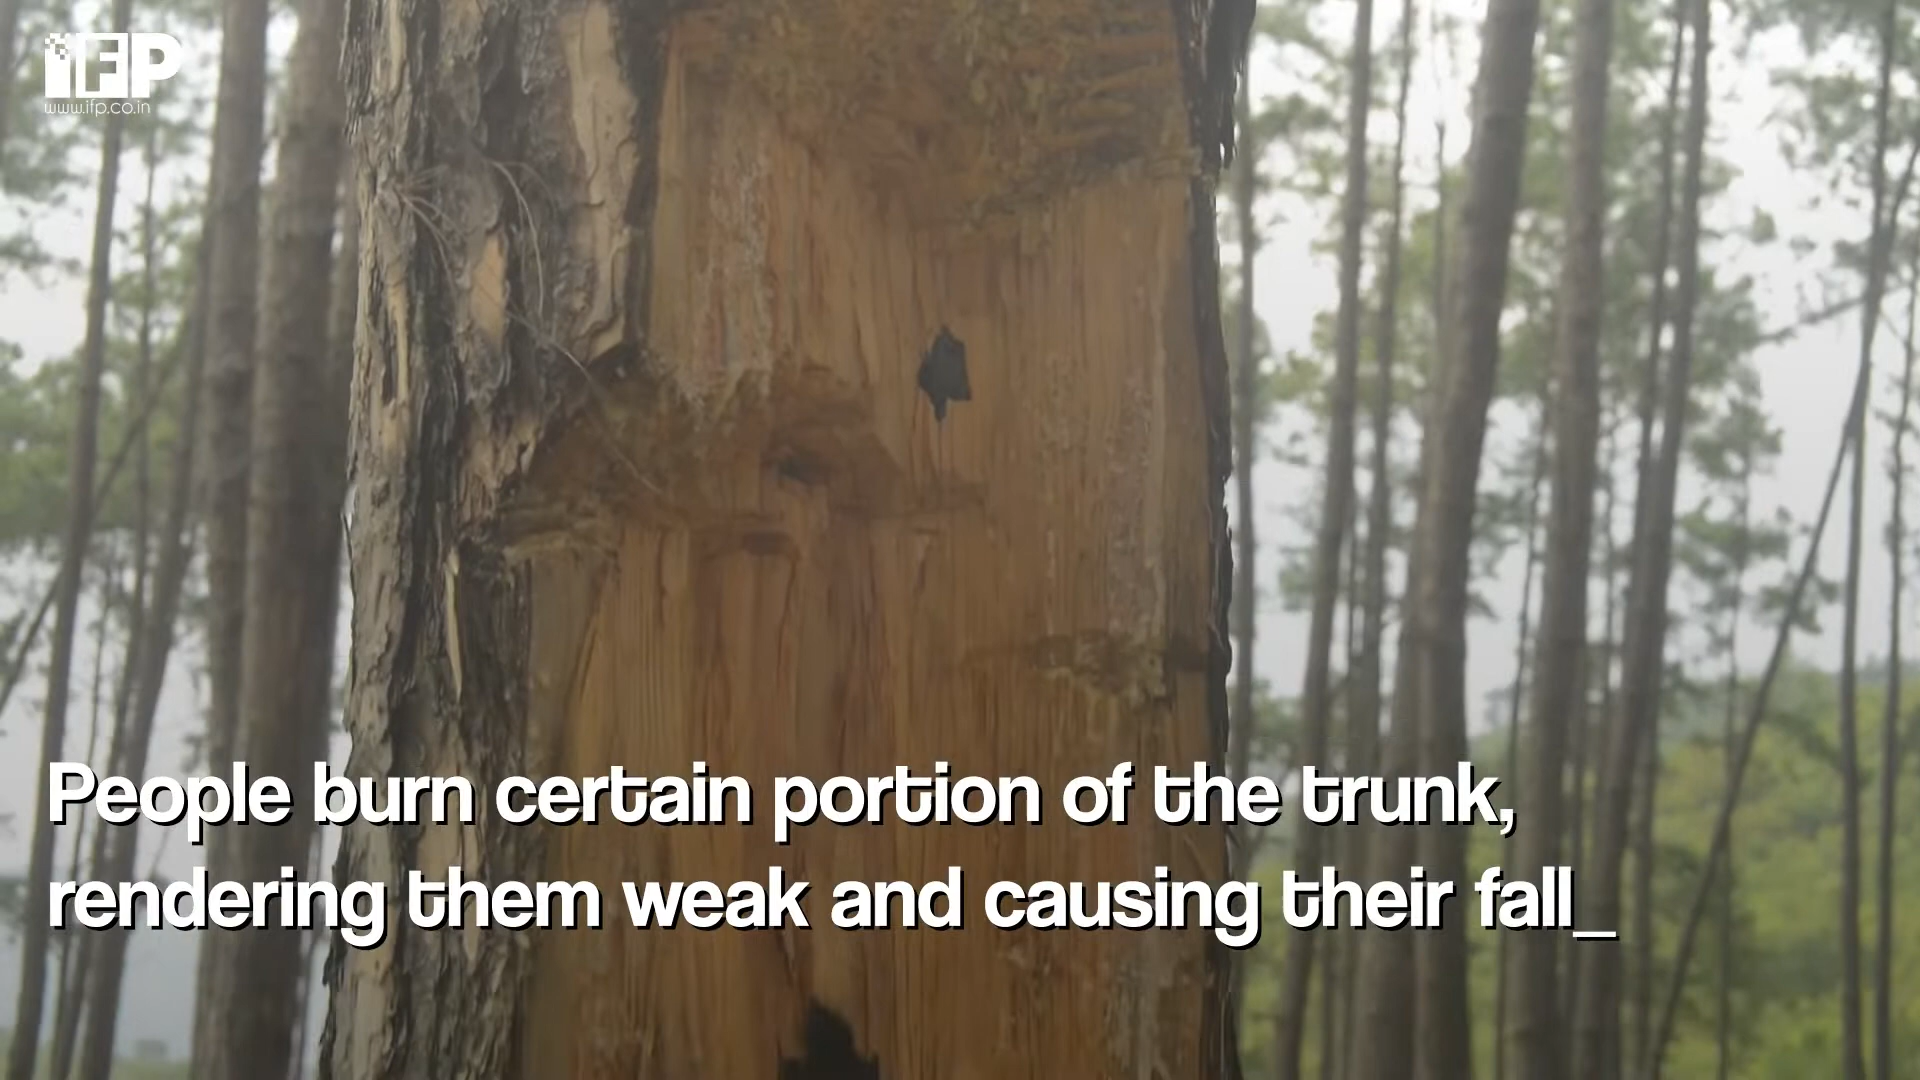 iFP
www.ifp.co.in
People burn certain portion of the trunk,
rendering them weak and causing their fall_